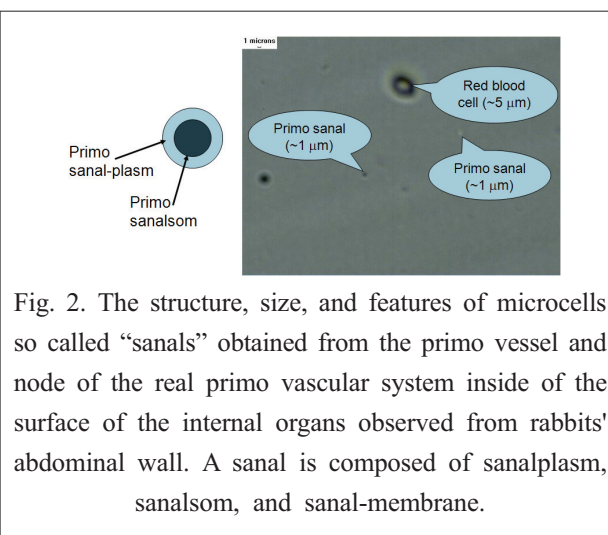 1 microns
Red blood
cell (~5 μm)
Primo sanal
(~1 μm)
Primo
sanal-plasm
Primo sanal
(~1 μm)
Primo
sanalsom
Fig. 2. The structure, size, and features of microcells
so called “sanals” obtained from the primo vessel and
node of the real primo vascular system inside of the
surface of the internal organs observed from rabbits'
abdominal wall. A sanal is composed of sanalplasm,
sanalsom, and sanal-membrane.